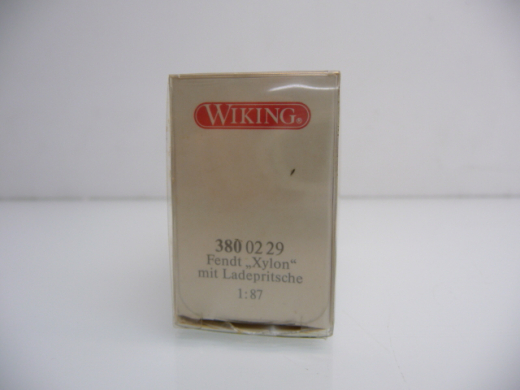 WIKING®
380 02 29
Fendt „Xylon“
mit Ladepritsche
1:87